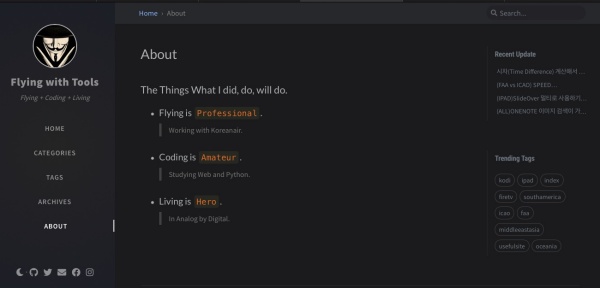 Home › About
Search...
Flying with Tools
Flying + Coding + Living
HOME
CATEGORIES
TAGS
ARCHIVES
ABOUT
About
The Things What I did, do, will do.
• Flying is Professional .
Working with Koreanair.
• Coding is Amateur .
Studying Web and Python.
• Living is Hero .
In Analog by Digital.
Recent Update
시차(Time Difference) 계산해서 ...
(FAA vs ICAO) SPEED...
(IPAD)SlideOver 멀티로 사용하기...
(ALL)ONENOTE 이미지 검색이 가...
Trending Tags
kodi ipad index
firetv southamerica
icao faa
middleeastasia
usefulsite oceania